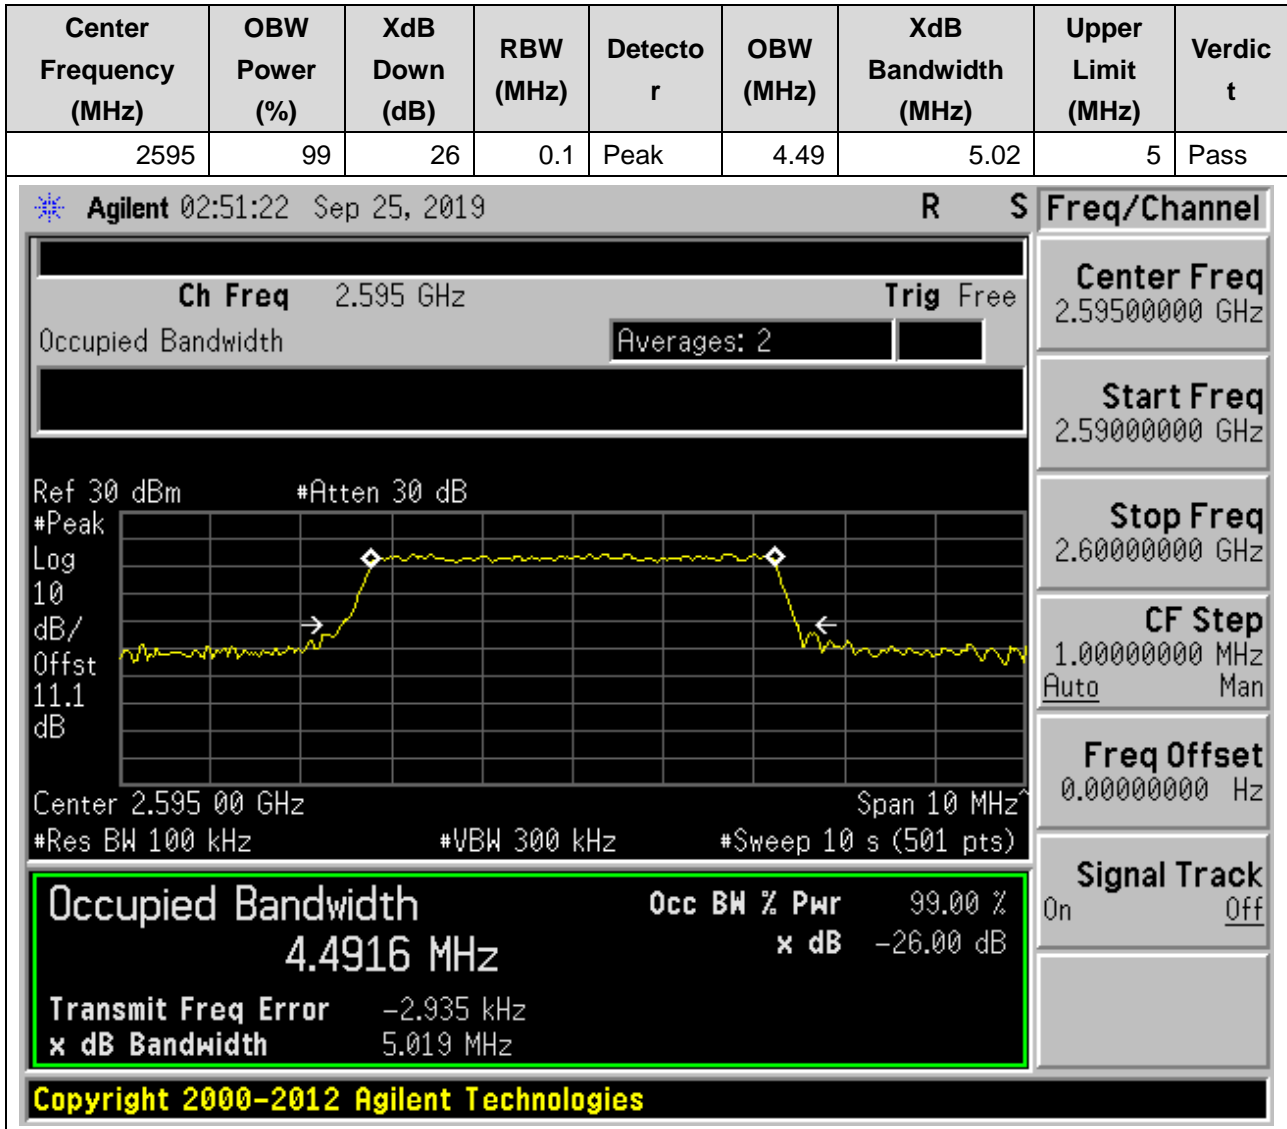 Center Frequency (MHz) OBW Power (%) XdB Down (dB) RBW (MHz) Detector OBW (MHz) XdB Bandwidth (MHz) Upper Limit (MHz) Verdict
2595 99 26 0.1 Peak 4.49 5.02 5 Pass
Agilent 02:51:22 Sep 25, 2019 R S
Freq/Channel
Ch Freq 2.595 GHz Trig Free
Occupied Bandwidth Averages: 2
Center Freq
2.59500000 GHz
Start Freq
2.59000000 GHz
Stop Freq
2.60000000 GHz
CF Step
1.00000000 MHz
Auto Man
Freq Offset
0.00000000 Hz
Signal Track
On Off
Ref 30 dBm #Atten 30 dB
#Peak
Log
10
dB/
Offst
11.1
dB
Center 2.595 00 GHz Span 10 MHz^
#Res BW 100 kHz #VBW 300 kHz #Sweep 10 s (501 pts)
Occupied Bandwidth Occ BW % Pwr 99.00 %
4.4916 MHz x dB -26.00 dB
Transmit Freq Error -2.935 kHz
x dB Bandwidth 5.019 MHz
Copyright 2000-2012 Agilent Technologies